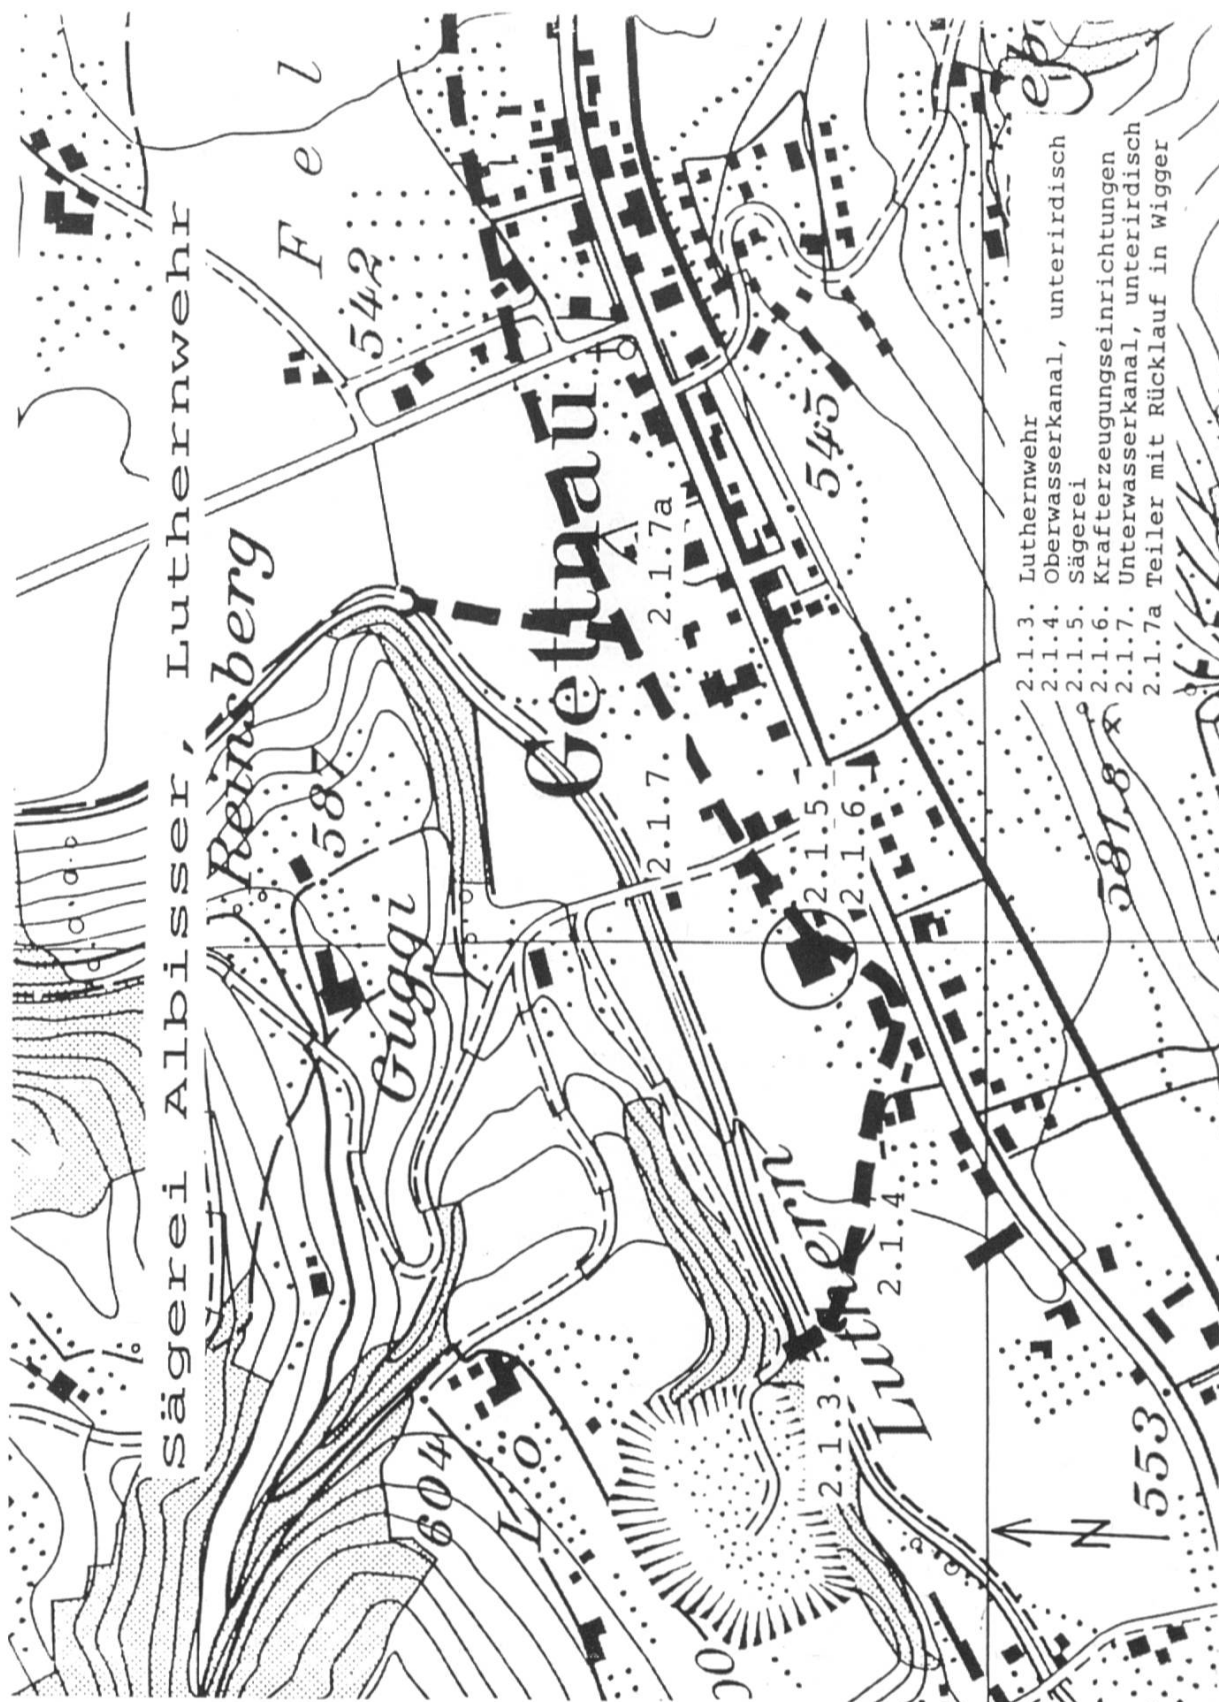 Sägerei Albisser, Luthernwehr
Reinsberg
587
542
Fel
Guggi
Gettnau
604
Lo
2.1.7.
2.1.7a
Luthern
2.1.3.
2.1.4
2.1.5
2.1.6
545
553
581.8
N
2.1.3. Luthernwehr
2.1.4. Oberwasserkanal, unterirdisch
2.1.5. Sägerei
2.1.6. Krafterzeugungseinrichtungen
2.1.7. Unterwasserkanal, unterirdisch
2.1.7a Teiler mit Rücklauf in Wigger